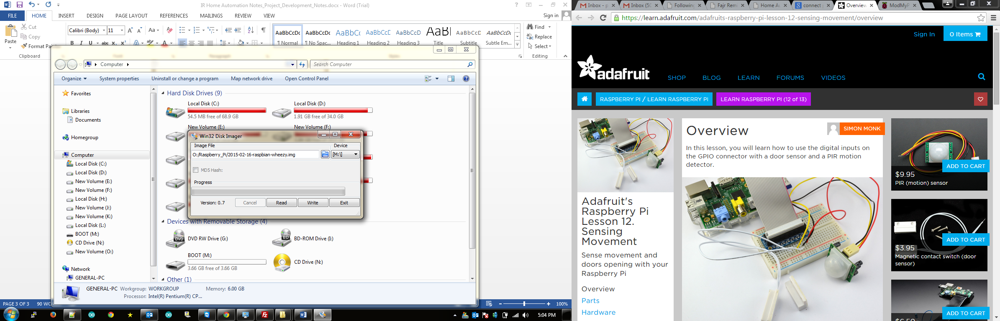 IR Home Automation Notes_Project_Development_Notes.docx - Word (Trial)
FILE
HOME
INSERT
DESIGN
PAGE LAYOUT
REFERENCES
MAILINGS
REVIEW
VIEW
Sign in
Paste
Cut
Copy
Format
Clipboard
Calibri (Body)
11
AaBbCcDc
¶ Normal
AaBbCcDc
¶ No Spac...
AaBbC
Heading 1
AaBbCcD
Heading 2
AaBbCcD
Heading 3
AaB
Title
AaBbCcD
Subtitle
AaBbCcD
Subtle Em...
Find
Replace
Select
Editing
Computer
Search Computer
Organize
System properties
Uninstall or change a program
Map network drive
Open Control Panel
Favorites
Libraries
Documents
Homegroup
Computer
Local Disk (C:)
Local Disk (D:)
New Volume (E:)
New Volume (F:)
Local Disk (H:)
New Volume (J:)
New Volume (K:)
Local Disk (L:)
BOOT (M:)
CD Drive (N:)
New Volume (O:)
Network
GENERAL-PC
Hard Disk Drives (9)
Local Disk (C:)
54.5 MB free of 68.9 GB
Local Disk (D:)
1.91 GB free of 34.0 GB
New Volume (E:)
New Volume (F:)
Win32 Disk Imager
Image File
Device
O:/Raspberry_Pi/2015-02-16-raspbian-wheezy.img
[M:\]
MD5 Hash:
Progress
Version: 0.7
Cancel
Read
Write
Exit
Devices with Removable Storage (4)
DVD RW Drive (G:)
BD-ROM Drive (I:)
BOOT (M:)
3.66 GB free of 3.66 GB
CD Drive (N:)
Other (1)
GENERAL-PC Workgroup: WORKGROUP Memory: 6.00 GB
Processor: Intel(R) Pentium(R) CP...
PAGE 3 OF 3
90
100%
5:04 PM
Inbox - p
Inbox (50
Following
Fajr Rem
Home Au
connect
Overview
ModMyP
https://learn.adafruit.com/adafruits-raspberry-pi-lesson-12-sensing-movement/overview
Sign In
0 Items
adafruit
SHOP
BLOG
LEARN
FORUMS
VIDEOS
RASPBERRY PI / LEARN RASPBERRY PI
LEARN RASPBERRY PI (12 of 13)
Adafruit's
Raspberry Pi
Lesson 12.
Sensing
Movement
Sense movement and
doors opening with your
Raspberry Pi
Overview
Parts
Hardware
Overview
SIMON MONK
In this lesson, you will learn how to use the digital inputs on
the GPIO connector with a door sensor and a PIR motion
detector.
ADD TO CART
$9.95
PIR (motion) sensor
ADD TO CART
$3.95
Magnetic contact switch (door
sensor)
ADD TO CART